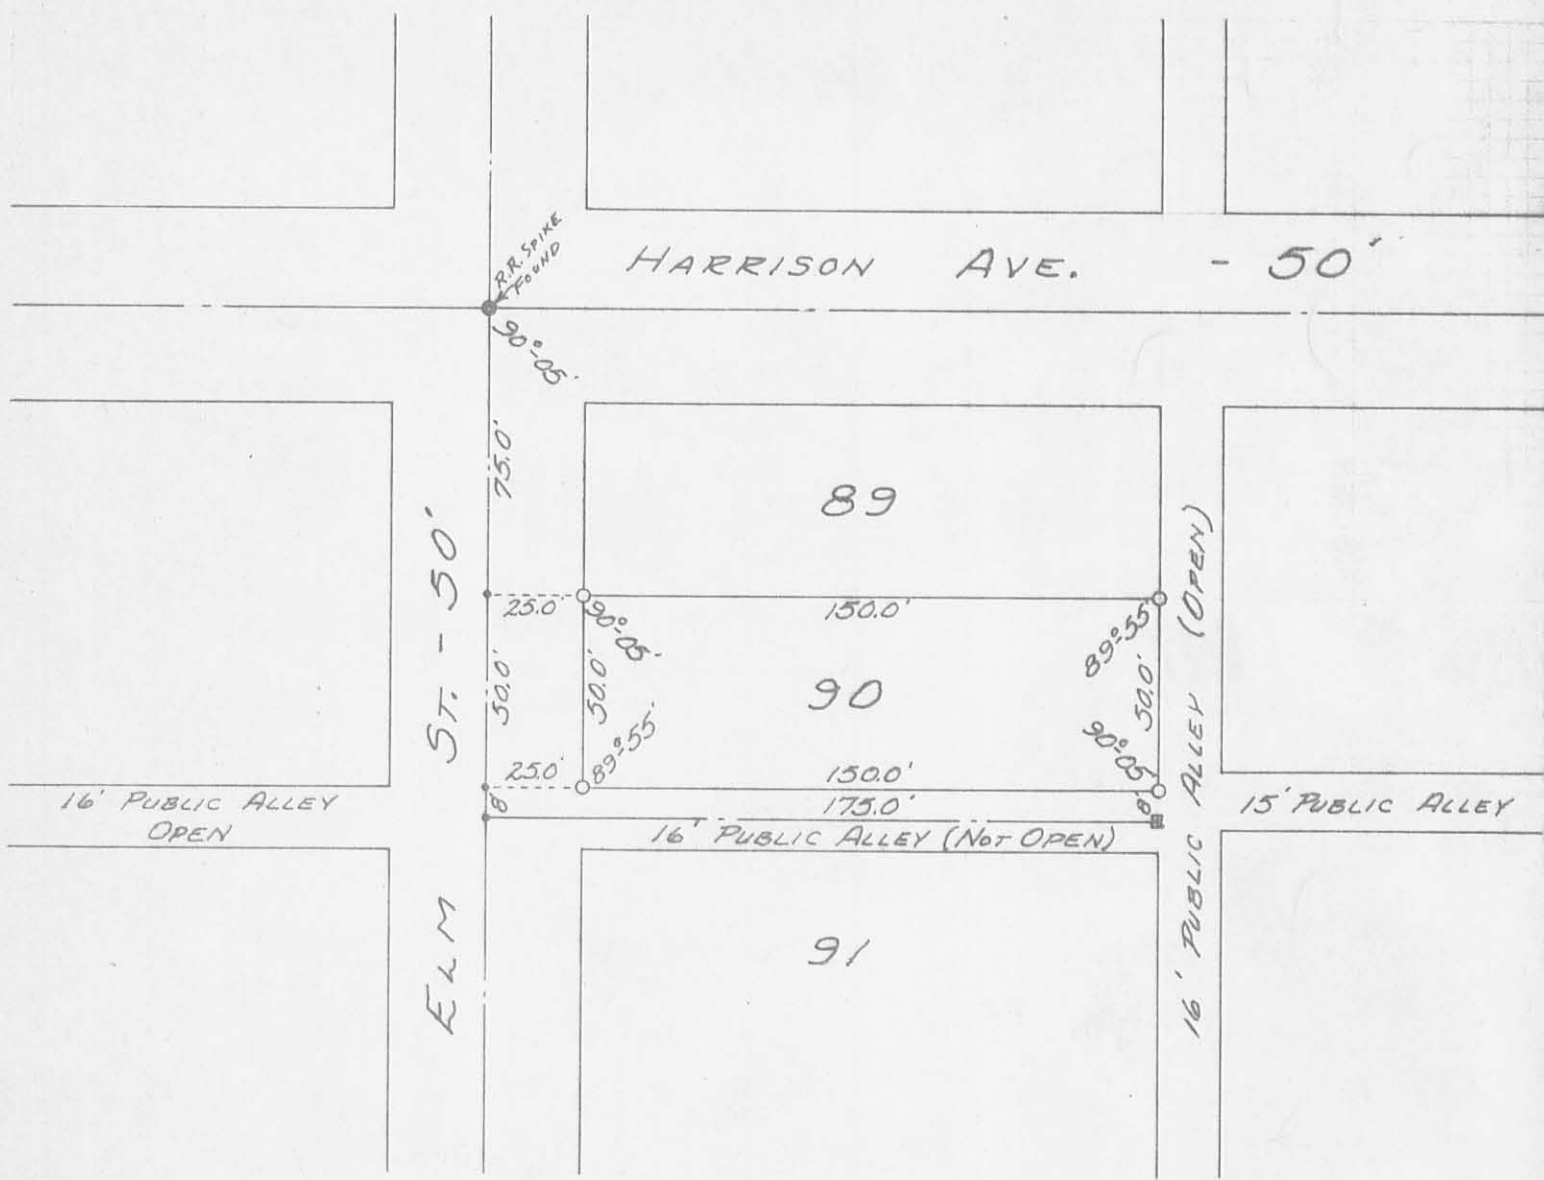 R.R. SPIKE
FOUND
HARRISON AVE. - 50'
90°-05'
75.0'
89
ELM ST. - 50'
25.0'
90°-05'
150.0'
89°-55'
50.0'
50.0'
90
50.0'
16' PUBLIC ALLEY (OPEN)
25.0'
89°-55'
150.0'
90°-05'
8'
175.0'
8'
16' PUBLIC ALLEY
OPEN
16' PUBLIC ALLEY (NOT OPEN)
15' PUBLIC ALLEY
91